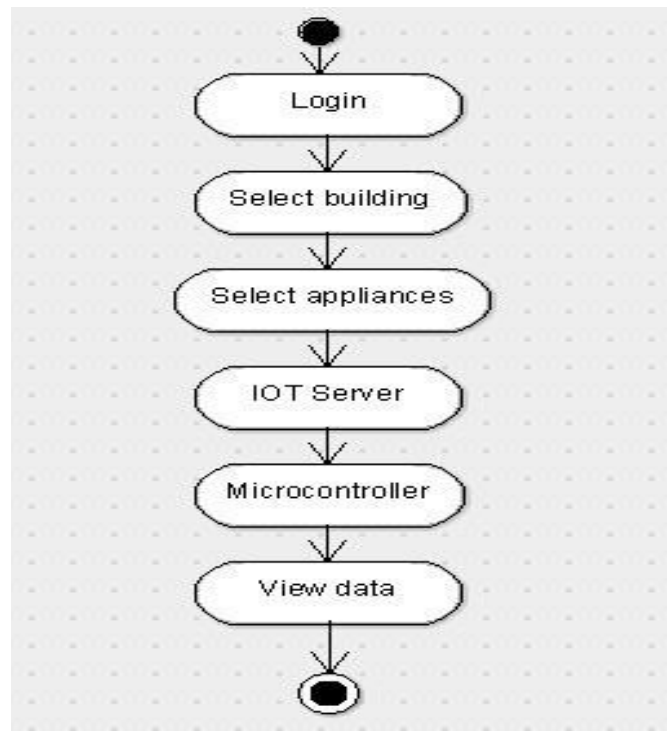 Login
Select building
Select appliances
IOT Server
Microcontroller
View data